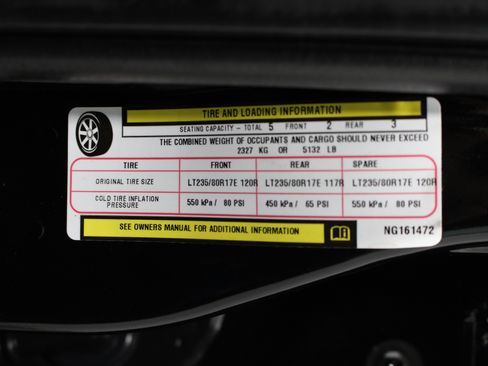 TIRE AND LOADING INFORMATION
SEATING CAPACITY - TOTAL 5 FRONT 2 REAR 3
THE COMBINED WEIGHT OF OCCUPANTS AND CARGO SHOULD NEVER EXCEED
2327 KG OR 5132 LB
TIRE FRONT REAR SPARE
ORIGINAL TIRE SIZE LT235/80R17E 120R LT235/80R17E 117R LT235/80R17E 120R
COLD TIRE INFLATION PRESSURE 550 kPa / 80 PSI 450 kPa / 65 PSI 550 kPa / 80 PSI
SEE OWNERS MANUAL FOR ADDITIONAL INFORMATION NG161472